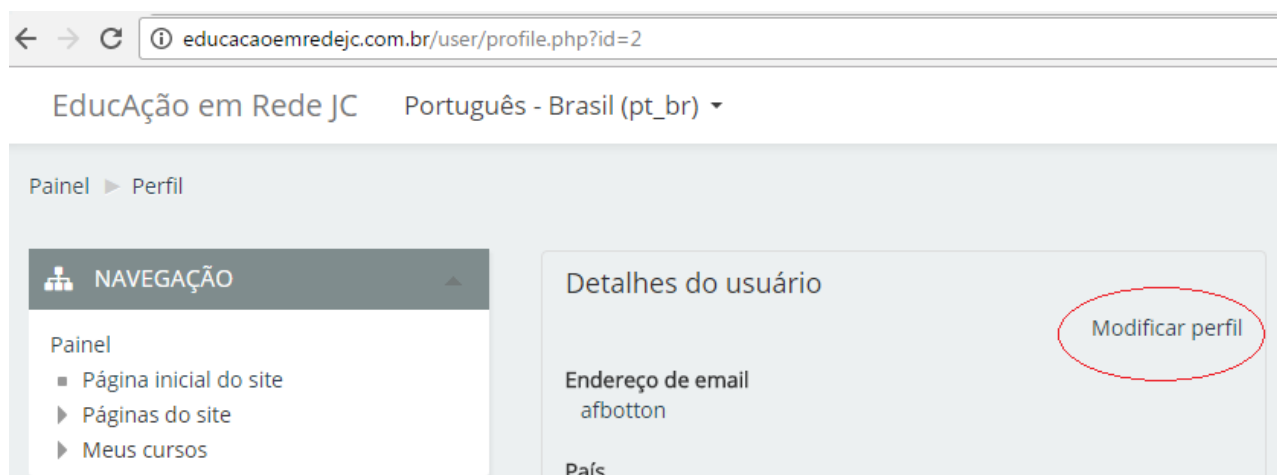 educacaoemredejc.com.br/user/profile.php?id=2
EducAção em Rede JC Português - Brasil (pt_br)
Painel Perfil
NAVEGAÇÃO
Painel
Página inicial do site
Páginas do site
Meus cursos
Detalhes do usuário
Modificar perfil
Endereço de email
afbotton
País